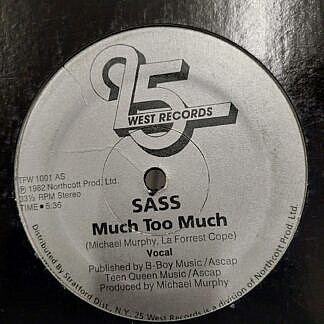 25
WEST RECORDS
TFW 1001 AS
℗ 1982 Northcott Prod. Ltd.
33⅓ RPM Stereo
TIME • 5:36
SASS
Much Too Much
(Michael Murphy, La Forrest Cope)
Vocal
Published by B-Boy Music/Ascap
Teen Queen Music/Ascap
Produced by Michael Murphy
Distributed by Stratford Dist., N.Y. 25 West Records is a division of Northcott Prod. Ltd.